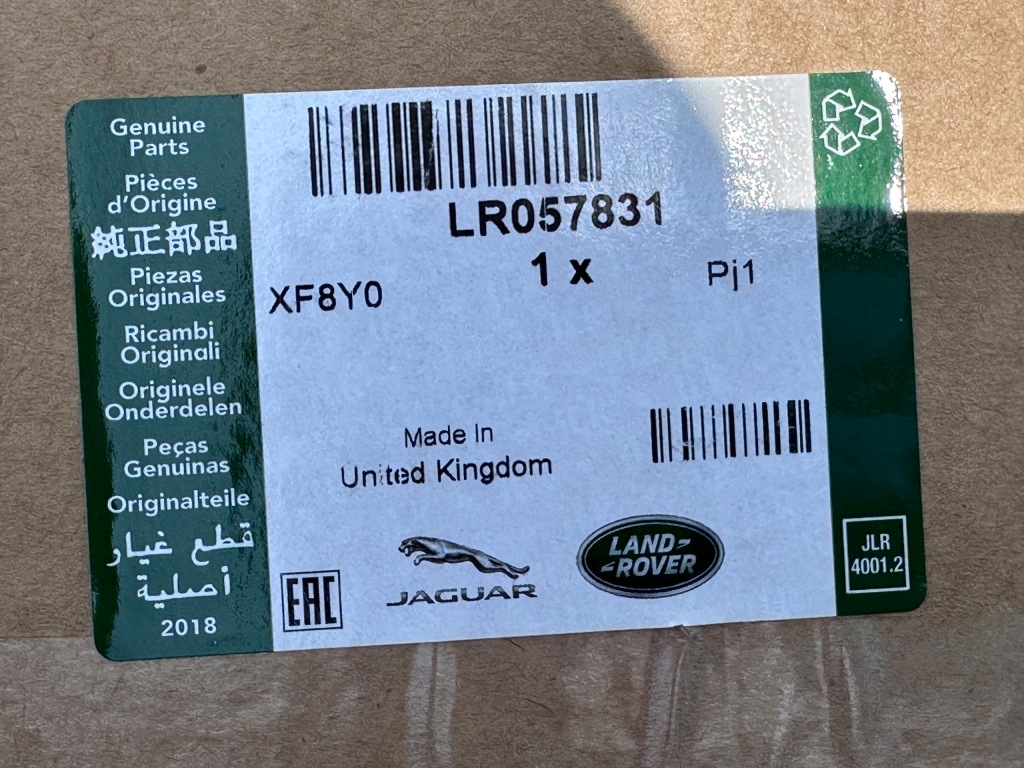 Genuine
Parts
Pièces
d'Origine
純正部品
Piezas
Originales
Ricambi
Originali
Originele
Onderdelen
Peças
Genuinas
Originalteile
قطع غيار
أصلية
2018
LR057831
1 x
Pj1
XF8Y0
Made In
United Kingdom
EAC
JAGUAR
LAND-
-ROVER
JLR
4001.2